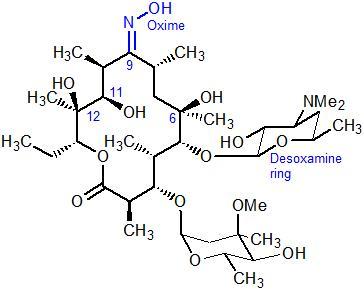 OH
N
Oxime
H₃C
9
CH₃
HO
11
H₃C
OH
12
OH
6
CH₃
NMe₂
HO
CH₃
H₃C
O
O
O
Desoxamine
ring
H₃C
O
O
CH₃
OMe
CH₃
OH
O
CH₃